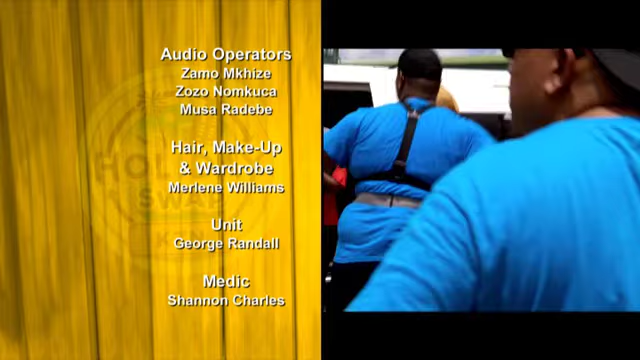 Audio Operators
Zamo Mkhize
Zozo Nomkuca
Musa Radebe
Hair, Make-Up
& Wardrobe
Merlene Williams
Unit
George Randall
Medic
Shannon Charles
SWAP